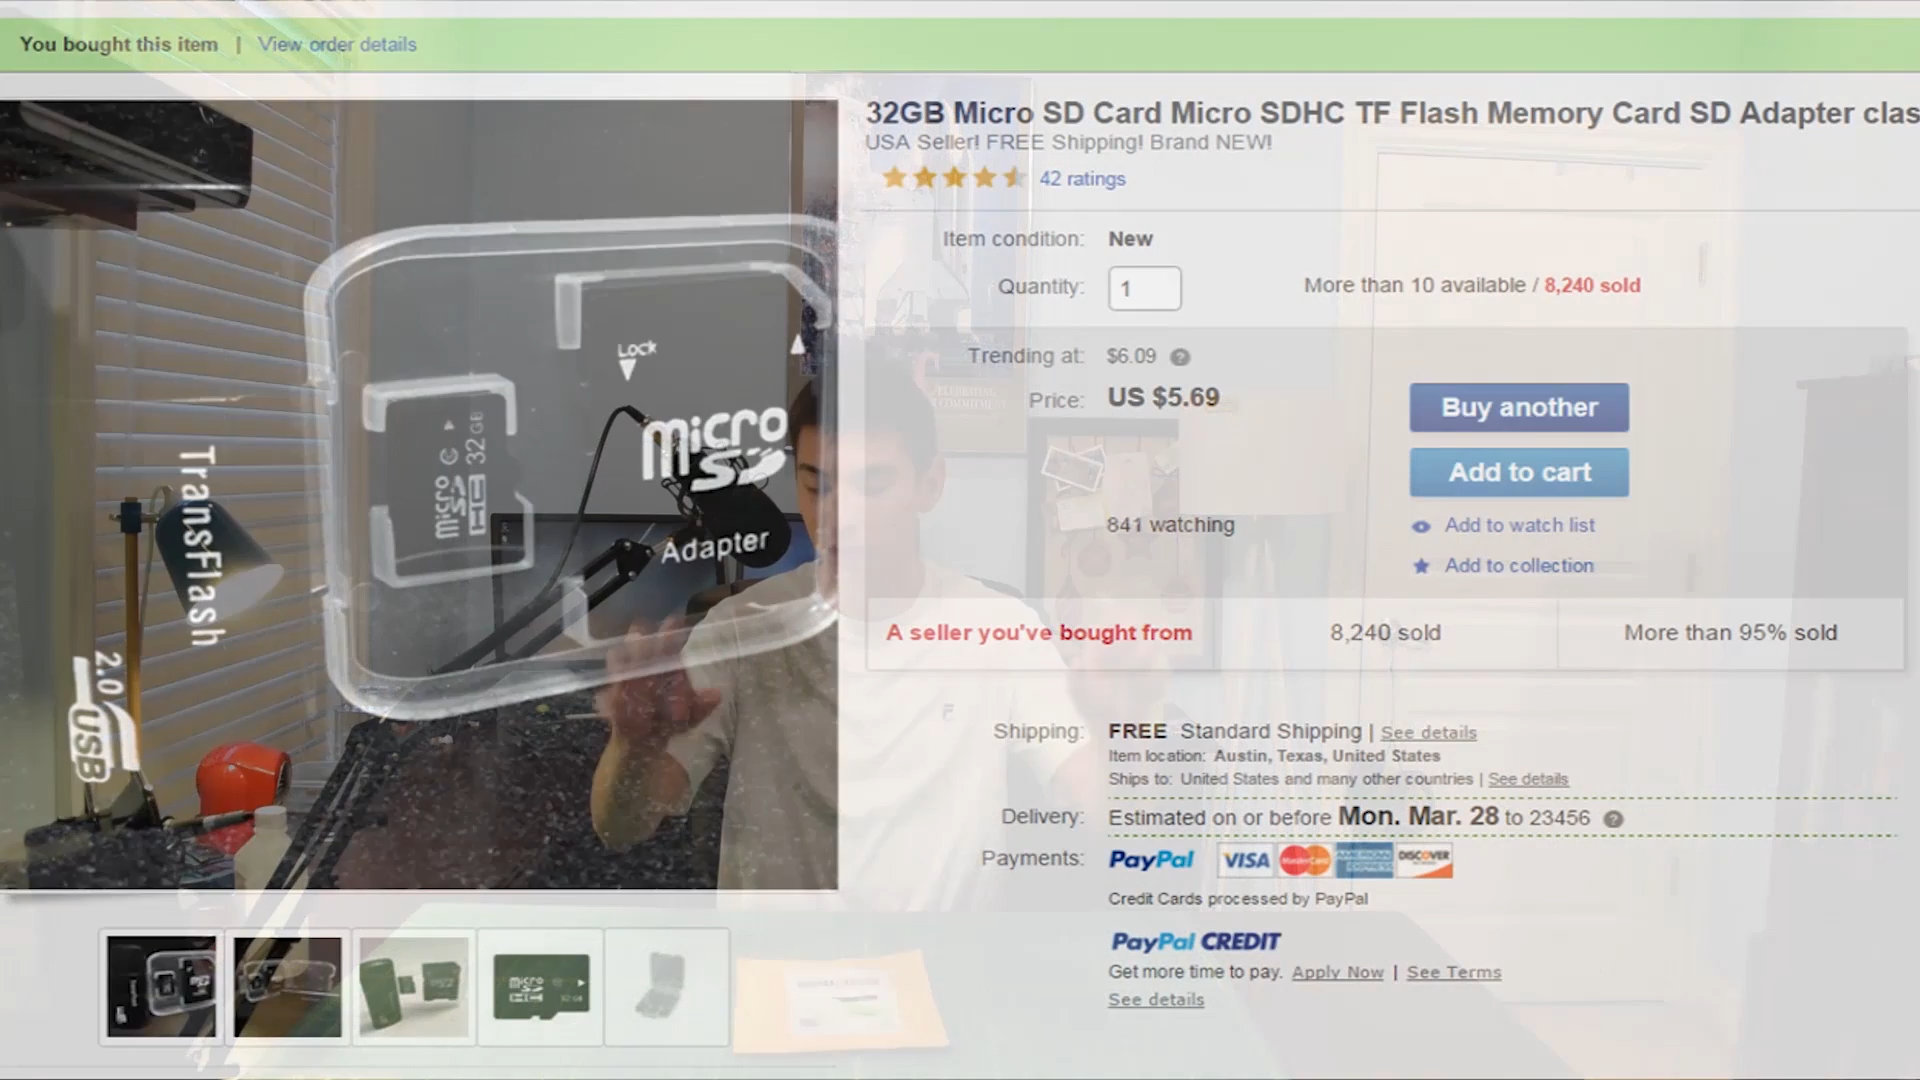 You bought this item | View order details
32GB Micro SD Card Micro SDHC TF Flash Memory Card SD Adapter clas
USA Seller! FREE Shipping! Brand NEW!
42 ratings
Item condition: New
Quantity: 1
More than 10 available / 8,240 sold
Trending at: $6.09
Price: US $5.69
Buy another
Add to cart
841 watching
Add to watch list
Add to collection
A seller you've bought from
8,240 sold
More than 95% sold
Shipping: FREE Standard Shipping | See details
Item location: Austin, Texas, United States
Ships to: United States and many other countries | See details
Delivery: Estimated on or before Mon. Mar. 28 to 23456
Payments: PayPal VISA MasterCard AMERICAN EXPRESS DISCOVER
Credit Cards processed by PayPal
PayPal CREDIT
Get more time to pay. Apply Now | See Terms
See details
Lock
micro SD
Adapter
micro SD HC 32GB
TransFlash
USB 2.0
micro SD HC 32GB